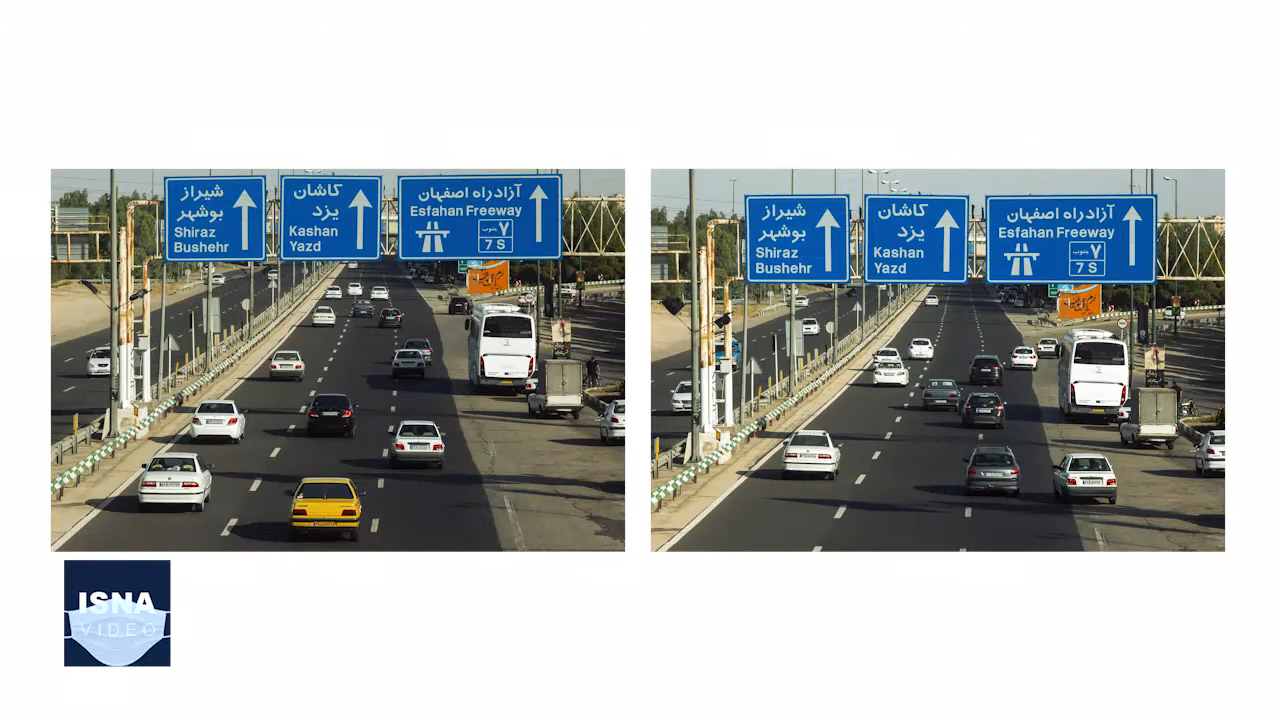 شیراز
بوشهر
Shiraz
Bushehr
کاشان
یزد
Kashan
Yazd
آزادراه اصفهان
Esfahan Freeway
جنوب ۷
7 S
شیراز
بوشهر
Shiraz
Bushehr
کاشان
یزد
Kashan
Yazd
آزادراه اصفهان
Esfahan Freeway
جنوب ۷
7 S
ISNA
VIDEO